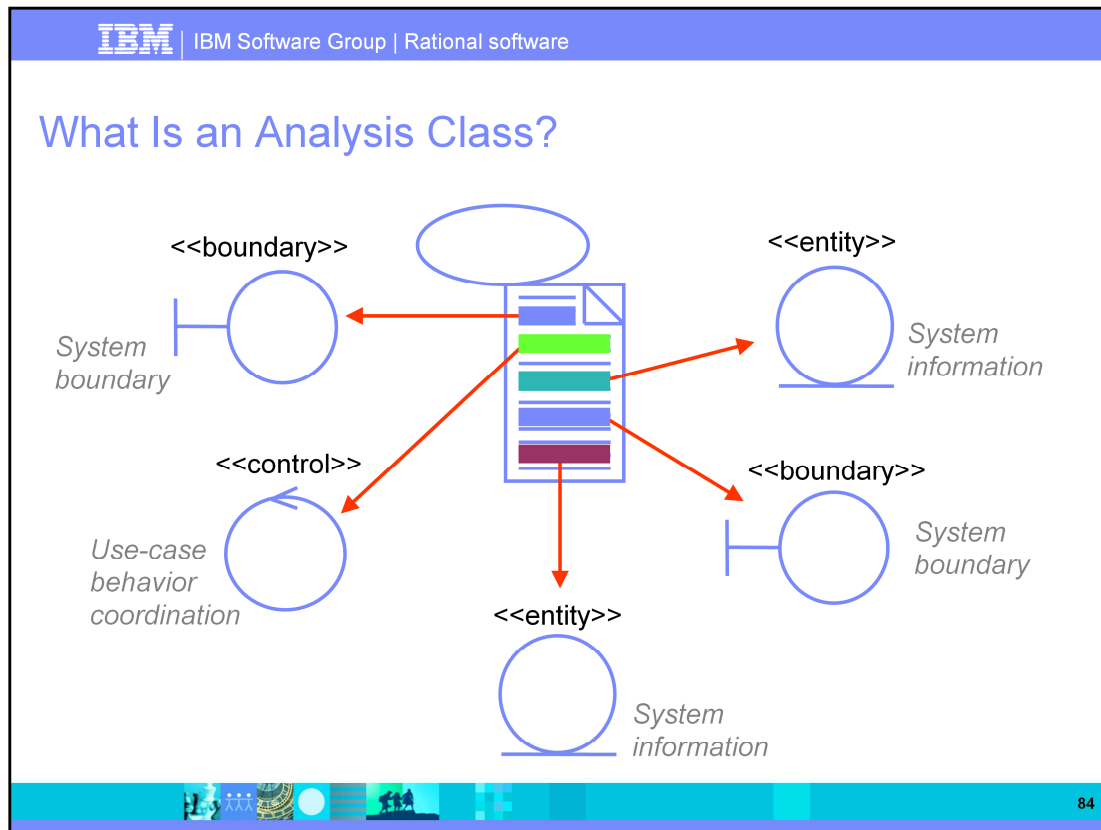 IBM | IBM Software Group | Rational software
What Is an Analysis Class?
<<boundary>>
System
boundary
<<entity>>
System
information
<<control>>
Use-case
behavior
coordination
<<boundary>>
System
boundary
<<entity>>
System
information
84